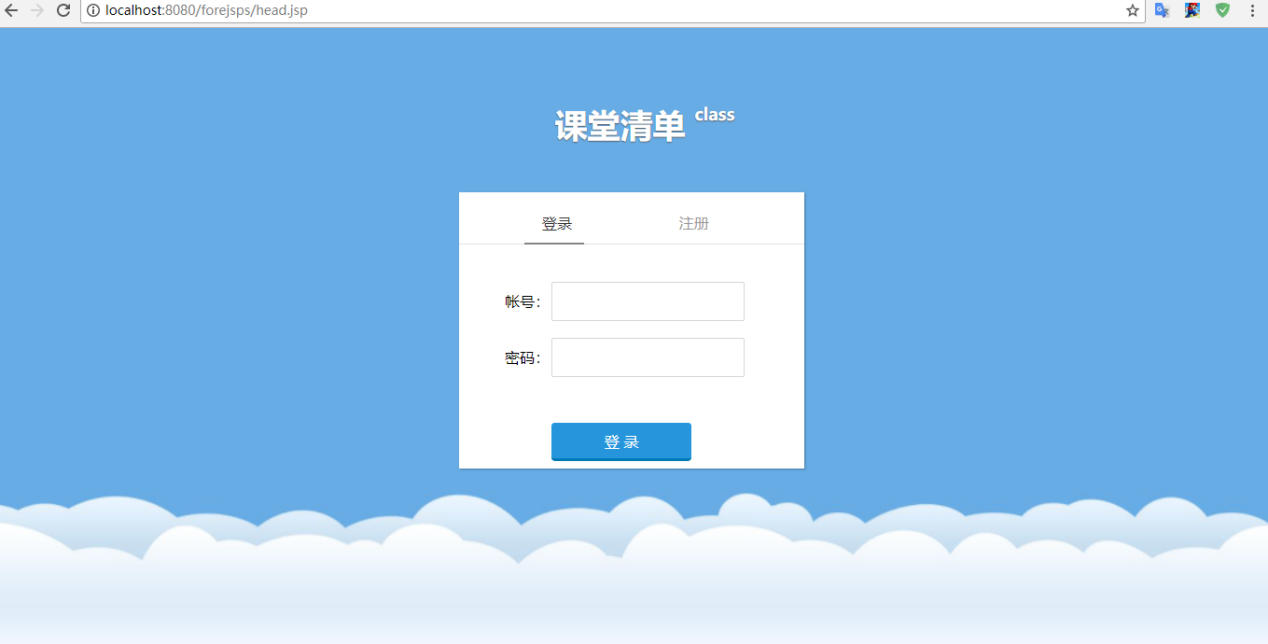 localhost:8080/forejsps/head.jsp
课堂清单 class
登录 注册
帐号：
密码：
登 录